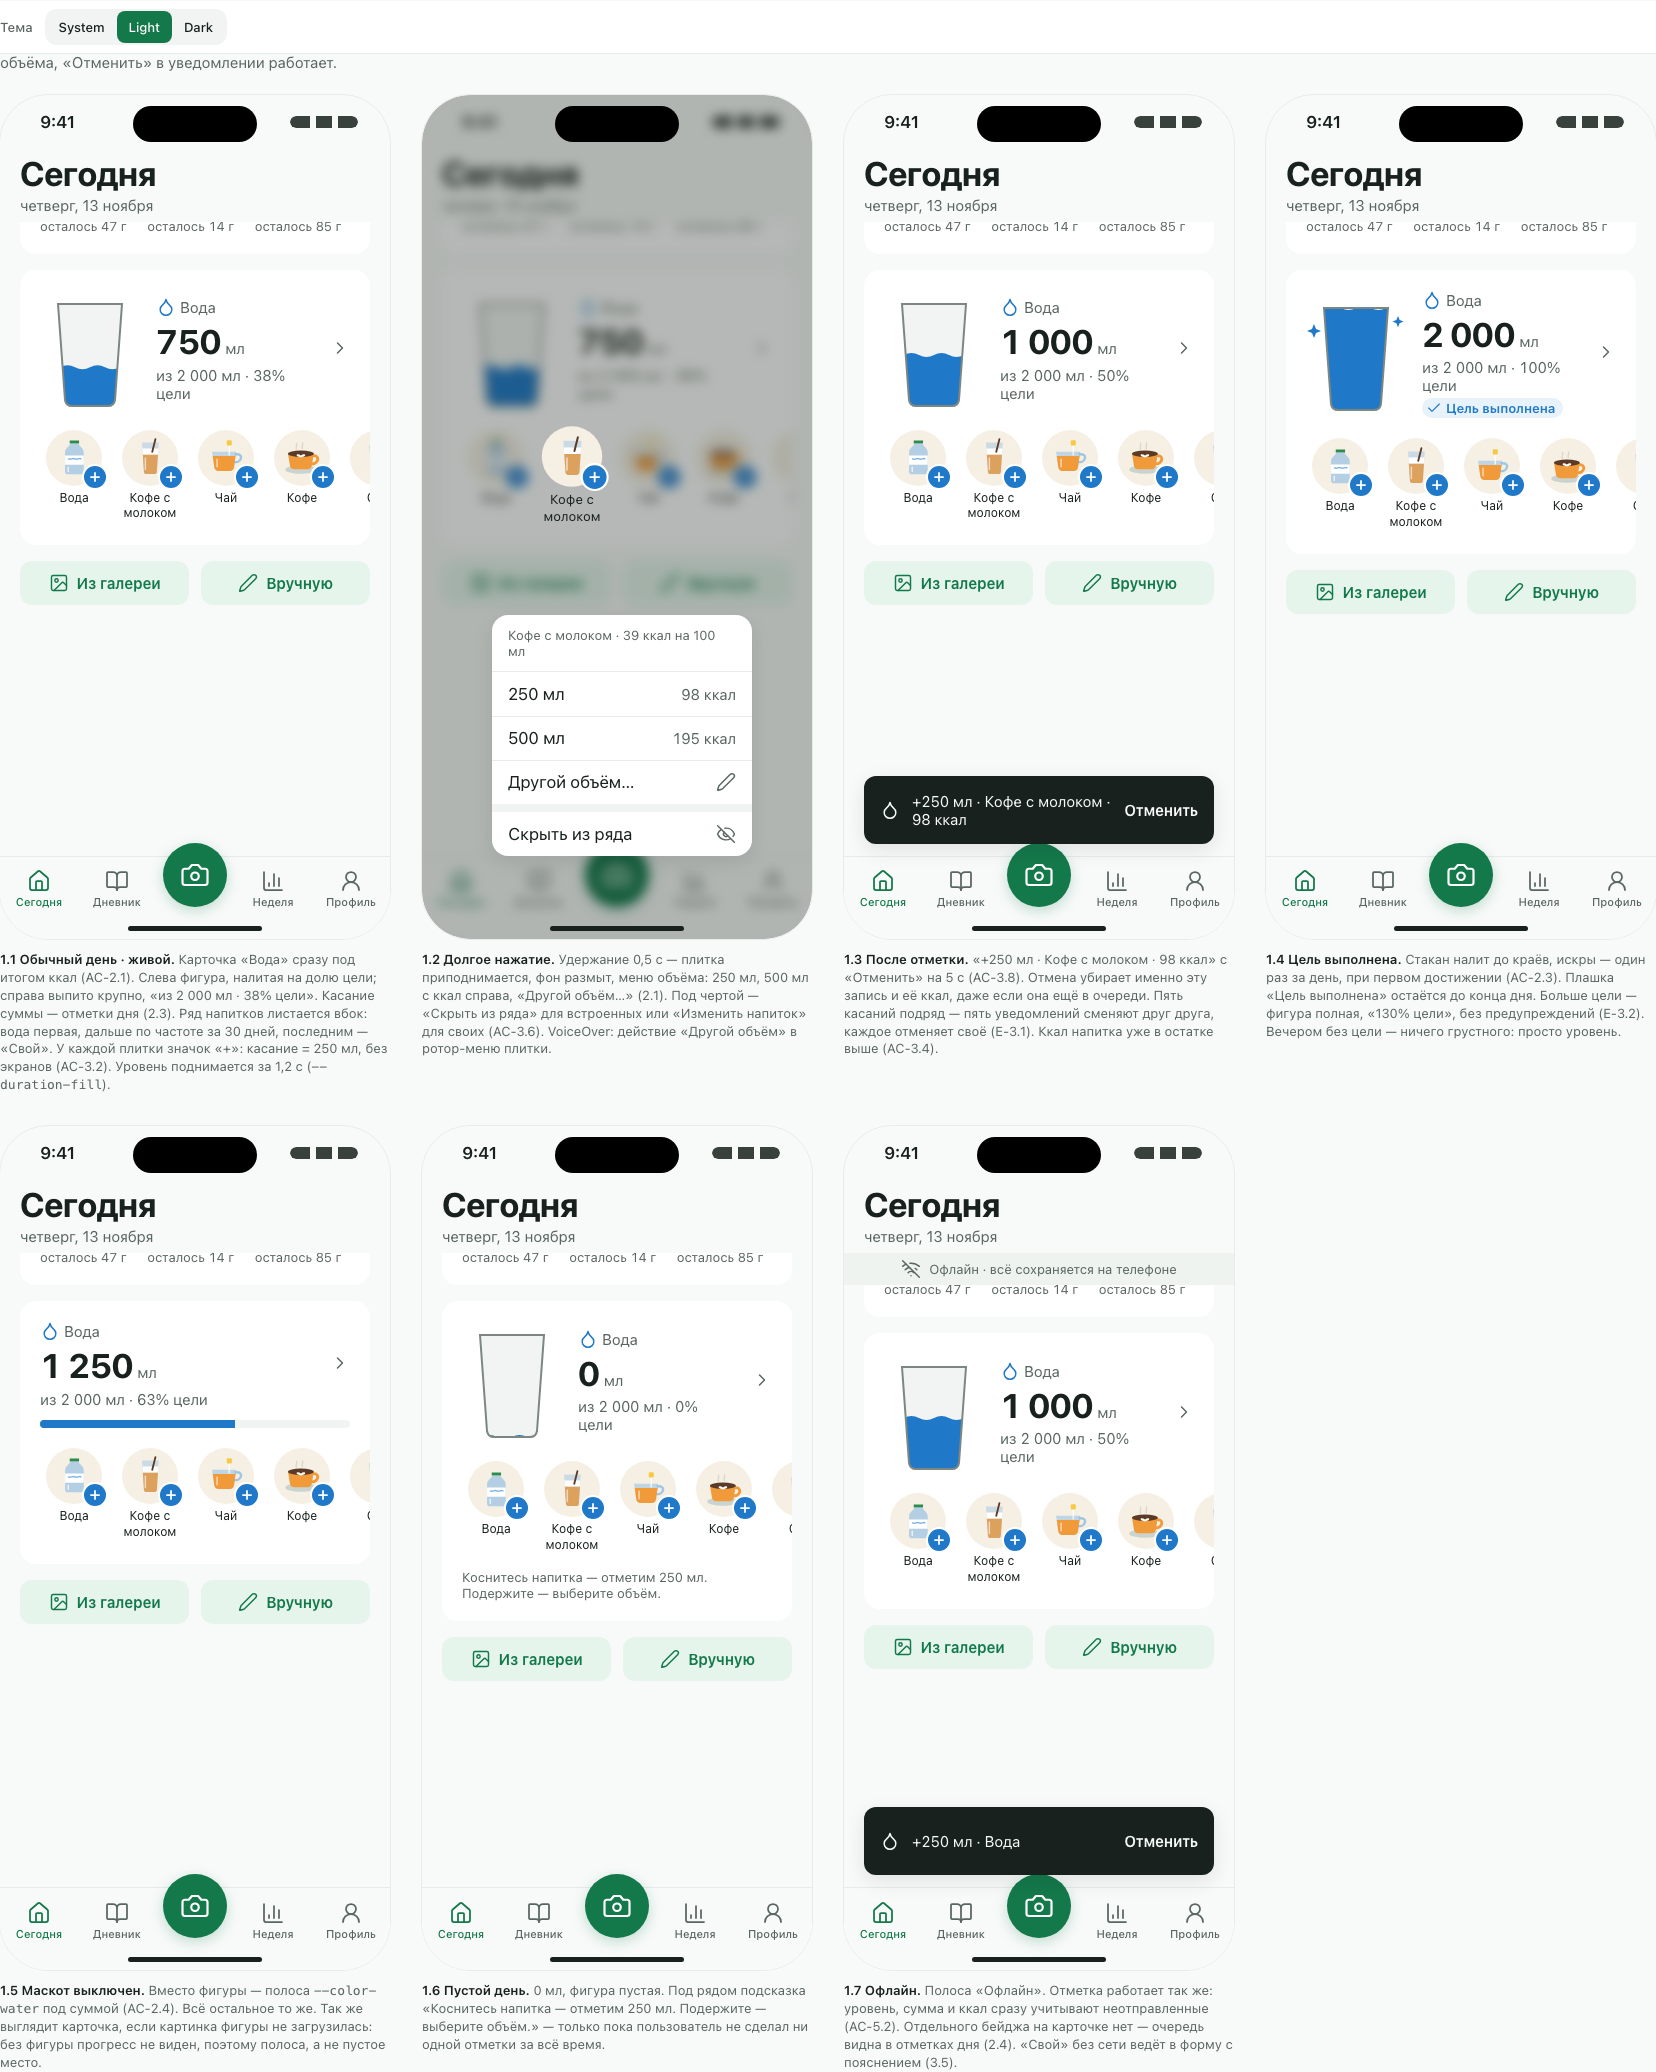 Тема System Light Dark
объёма, «Отменить» в уведомлении работает.
9:41
Сегодня
четверг, 13 ноября
осталось 47 г осталось 14 г осталось 85 г
Вода
750 мл
из 2 000 мл · 38%
цели
Вода Кофе с Чай Кофе
молоком
Из галереи Вручную
Сегодня Дневник Неделя Профиль
1.1 Обычный день · живой. Карточка «Вода» сразу под
итогом ккал (AC-2.1). Слева фигура, налитая на долю цели;
справа выпито крупно, «из 2 000 мл · 38% цели». Касание
суммы — отметки дня (2.3). Ряд напитков листается вбок:
вода первая, дальше по частоте за 30 дней, последним —
«Свой». У каждой плитки значок «+»: касание = 250 мл, без
экранов (AC-3.2). Уровень поднимается за 1,2 с (--
duration-fill).
Сегодня
750
Кофе с
молоком
Кофе с молоком · 39 ккал на 100
мл
250 мл 98 ккал
500 мл 195 ккал
Другой объём...
Скрыть из ряда
1.2 Долгое нажатие. Удержание 0,5 с — плитка
приподнимается, фон размыт, меню объёма: 250 мл, 500 мл
с ккал справа, «Другой объём…» (2.1). Под чертой —
«Скрыть из ряда» для встроенных или «Изменить напиток»
для своих (AC-3.6). VoiceOver: действие «Другой объём» в
ротор-меню плитки.
9:41
Сегодня
четверг, 13 ноября
осталось 47 г осталось 14 г осталось 85 г
Вода
1 000 мл
из 2 000 мл · 50%
цели
Вода Кофе с Чай Кофе
молоком
Из галереи Вручную
+250 мл · Кофе с молоком ·
98 ккал
Отменить
Сегодня Дневник Неделя Профиль
1.3 После отметки. «+250 мл · Кофе с молоком · 98 ккал» с
«Отменить» на 5 с (AC-3.8). Отмена убирает именно эту
запись и её ккал, даже если она ещё в очереди. Пять
касаний подряд — пять уведомлений сменяют друг друга,
каждое отменяет своё (E-3.1). Ккал напитка уже в остатке
выше (AC-3.4).
9:41
Сегодня
четверг, 13 ноября
осталось 47 г осталось 14 г осталось 85 г
Вода
2 000 мл
из 2 000 мл · 100%
цели
Цель выполнена
Вода Кофе с Чай Кофе
молоком
Из галереи Вручную
Сегодня Дневник Неделя Профиль
1.4 Цель выполнена. Стакан налит до краёв, искры — один
раз за день, при первом достижении (AC-2.3). Плашка
«Цель выполнена» остаётся до конца дня. Больше цели —
фигура полная, «130% цели», без предупреждений (E-3.2).
Вечером без цели — ничего грустного: просто уровень.
9:41
Сегодня
четверг, 13 ноября
осталось 47 г осталось 14 г осталось 85 г
Вода
1 250 мл
из 2 000 мл · 63% цели
Вода Кофе с Чай Кофе
молоком
Из галереи Вручную
Сегодня Дневник Неделя Профиль
1.5 Маскот выключен. Вместо фигуры — полоса --color-
water под суммой (AC-2.4). Всё остальное то же. Так же
выглядит карточка, если картинка фигуры не загрузилась:
без фигуры прогресс не виден, поэтому полоса, а не пустое
место.
9:41
Сегодня
четверг, 13 ноября
осталось 47 г осталось 14 г осталось 85 г
Вода
0 мл
из 2 000 мл · 0%
цели
Вода Кофе с Чай Кофе
молоком
Коснитесь напитка — отметим 250 мл.
Подержите — выберите объём.
Из галереи Вручную
Сегодня Дневник Неделя Профиль
1.6 Пустой день. 0 мл, фигура пустая. Под рядом подсказка
«Коснитесь напитка — отметим 250 мл. Подержите —
выберите объём.» — только пока пользователь не сделал ни
одной отметки за всё время.
9:41
Сегодня
четверг, 13 ноября
Офлайн · всё сохраняется на телефоне
осталось 47 г осталось 14 г осталось 85 г
Вода
1 000 мл
из 2 000 мл · 50%
цели
Вода Кофе с Чай Кофе
молоком
Из галереи Вручную
+250 мл · Вода Отменить
Сегодня Дневник Неделя Профиль
1.7 Офлайн. Полоса «Офлайн». Отметка работает так же:
уровень, сумма и ккал сразу учитывают неотправленные
(AC-5.2). Отдельного бейджа на карточке нет — очередь
видна в отметках дня (2.4). «Свой» без сети ведёт в форму с
пояснением (3.5).